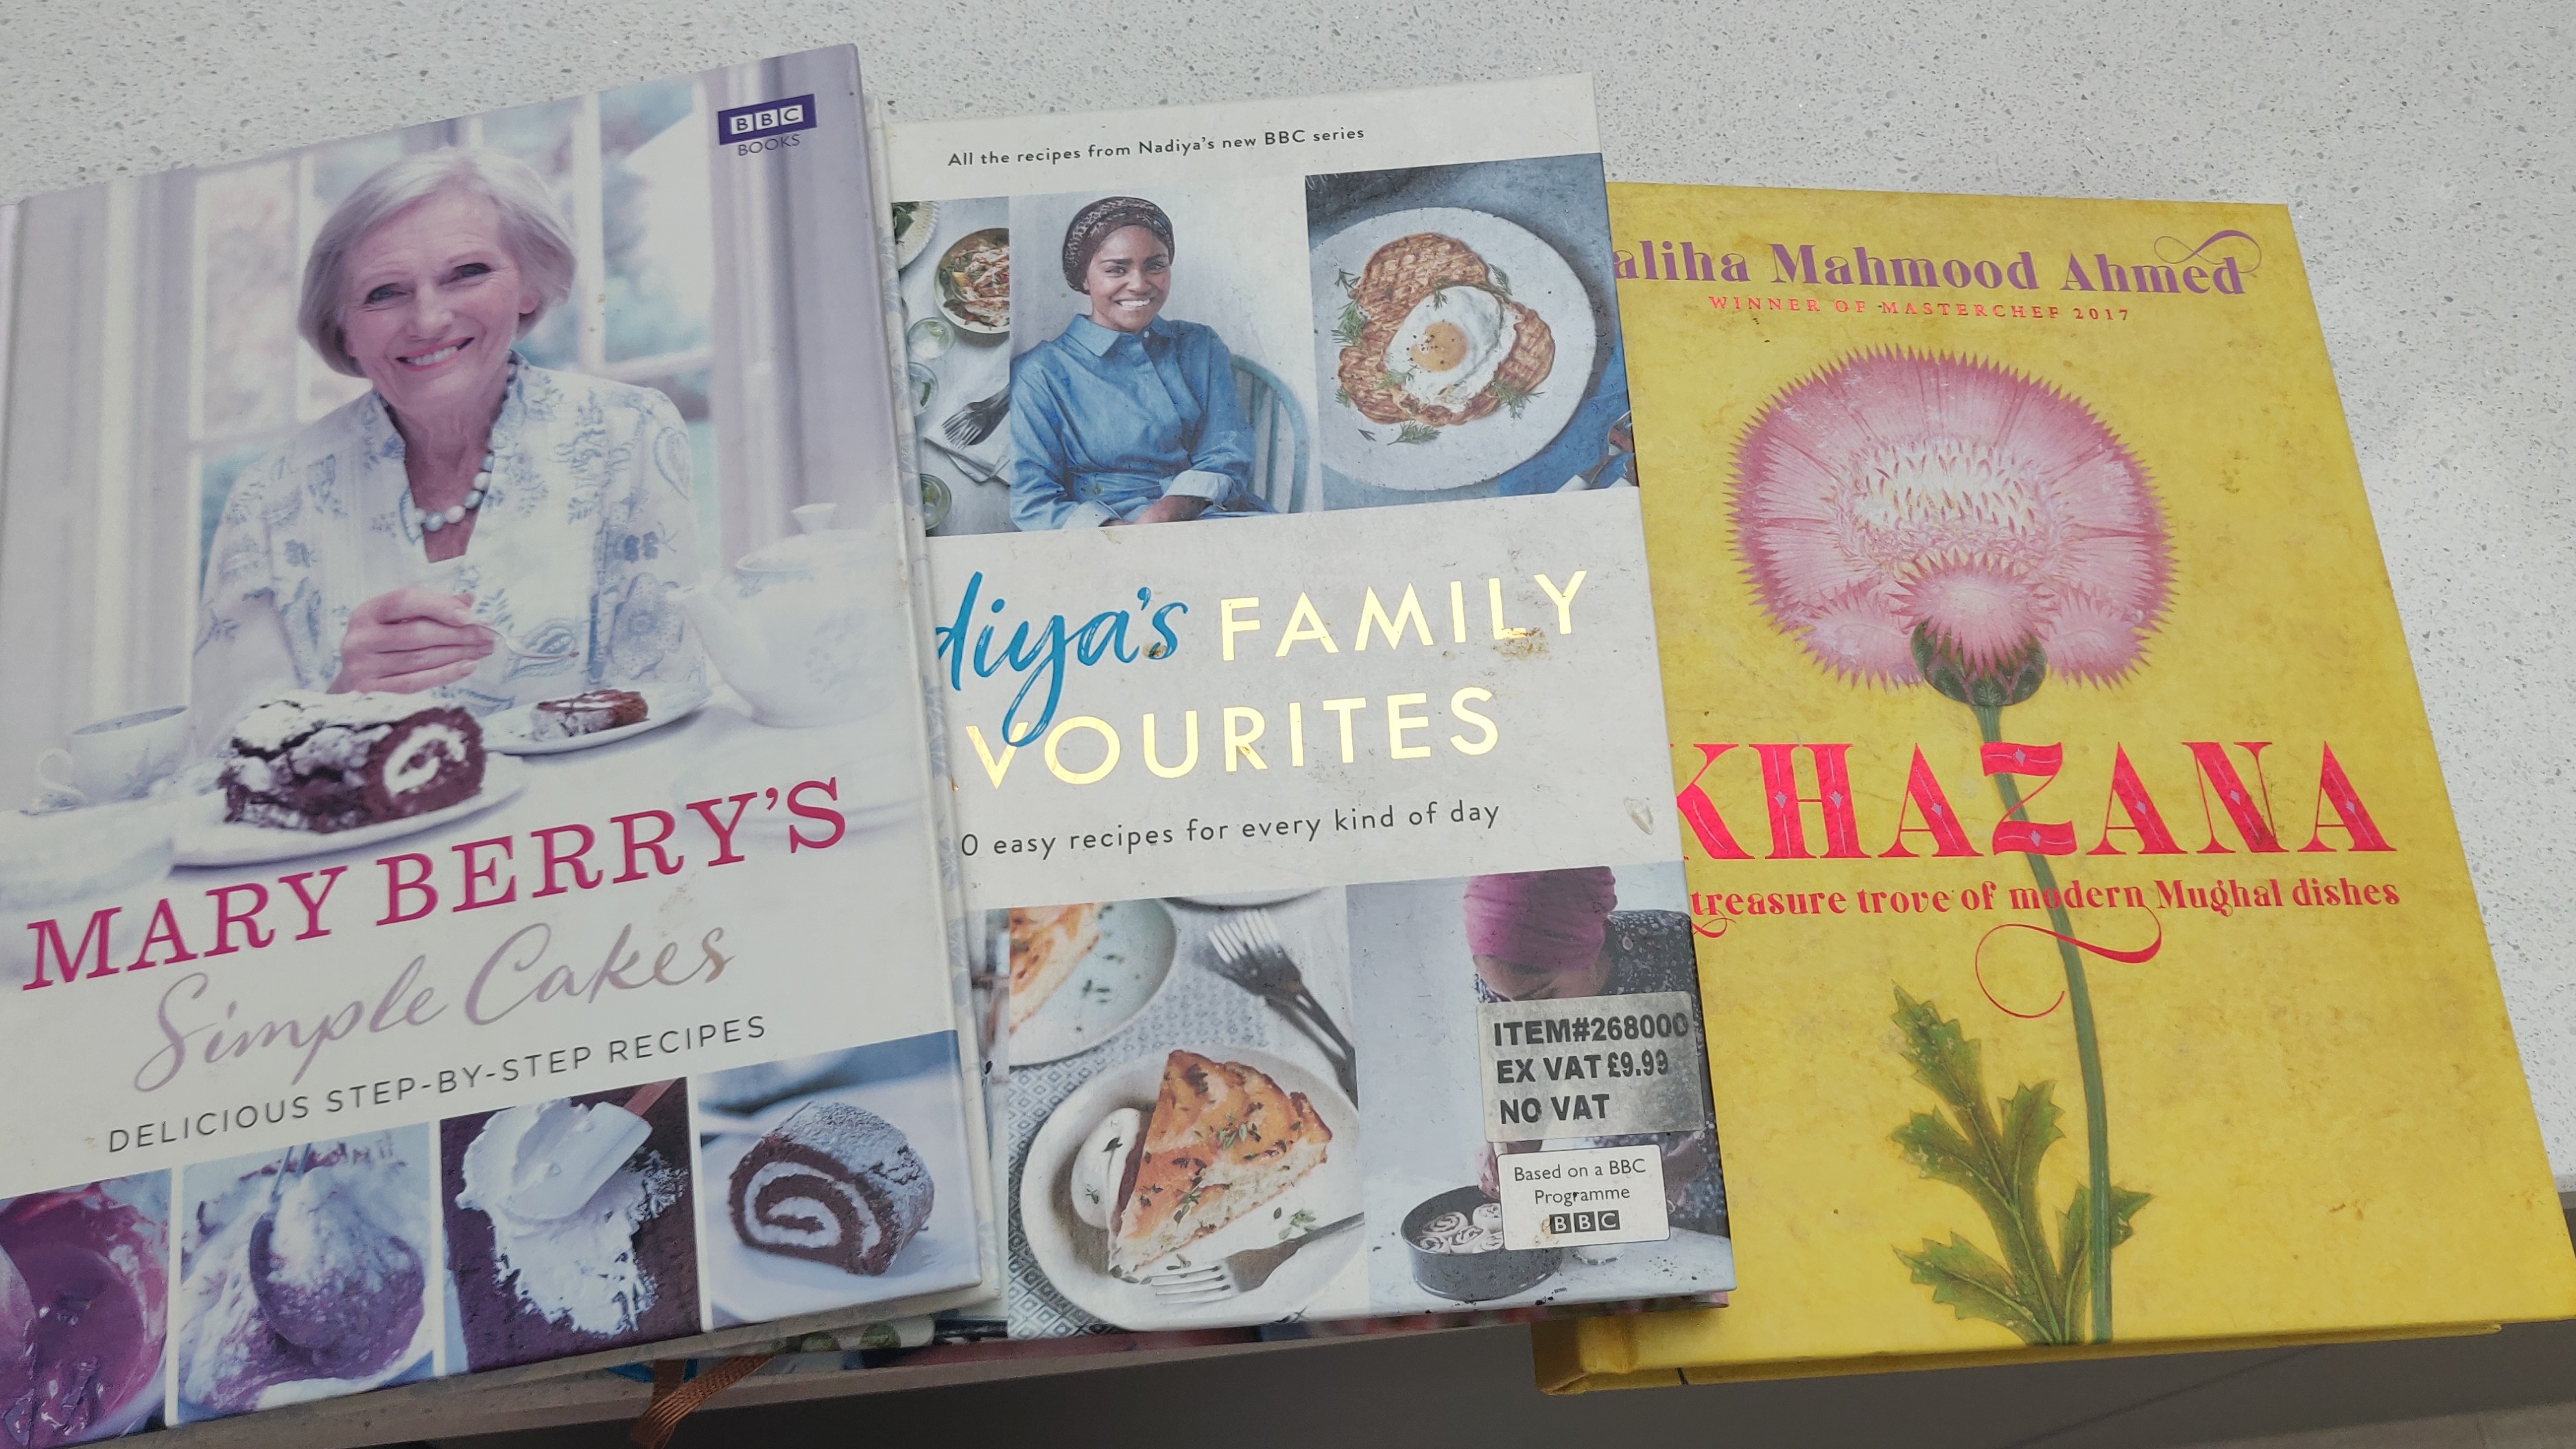 BBC
BOOKS
MARY BERRY'S
Simple Cakes
DELICIOUS STEP-BY-STEP RECIPES
All the recipes from Nadiya's new BBC series
diya's FAMILY
VOURITES
0 easy recipes for every kind of day
ITEM#268000
EX VAT £9.99
NO VAT
Based on a BBC
Programme
BBC
aliha Mahmood Ahmed
WINNER OF MASTERCHEF 2017
KHAZANA
treasure trove of modern Mughal dishes